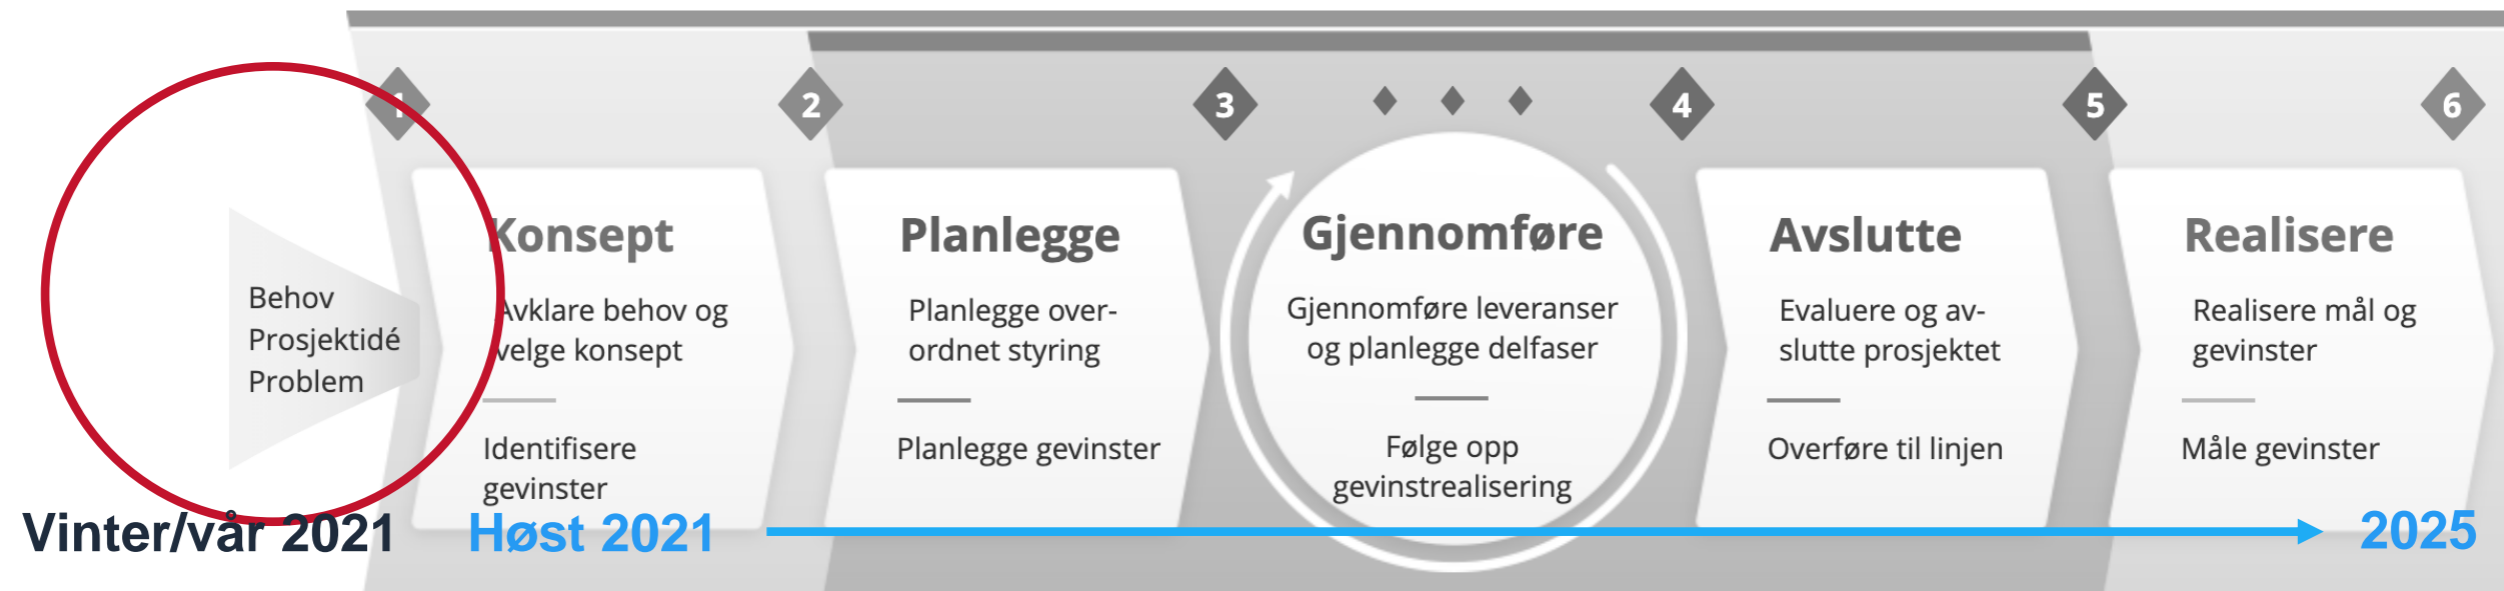 1
2
3
4
5
6
Behov
Prosjektidé
Problem
Konsept
Avklare behov og
velge konsept
Identifisere
gevinster
Planlegge
Planlegge over-
ordnet styring
Planlegge gevinster
Gjennomføre
Gjennomføre leveranser
og planlegge delfaser
Følge opp
gevinstrealisering
Avslutte
Evaluere og av-
slutte prosjektet
Overføre til linjen
Realisere
Realisere mål og
gevinster
Måle gevinster
Vinter/vår 2021
Høst 2021
2025